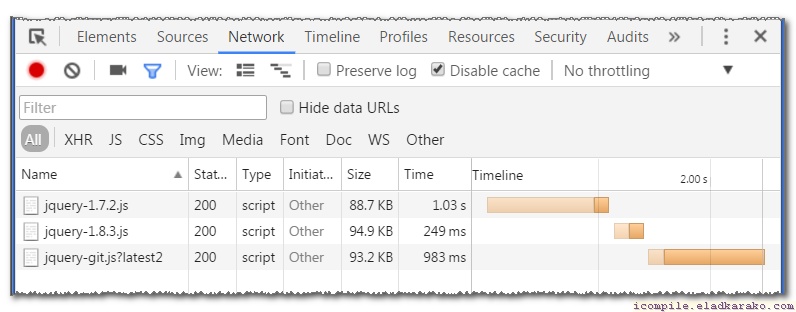 Elements Sources Network Timeline Profiles Resources Security Audits »
View: Preserve log Disable cache No throttling
Filter Hide data URLs
All XHR JS CSS Img Media Font Doc WS Other
Name Stat... Type Initiat... Size Time Timeline 2.00 s
jquery-1.7.2.js 200 script Other 88.7 KB 1.03 s
jquery-1.8.3.js 200 script Other 94.9 KB 249 ms
jquery-git.js?latest2 200 script Other 93.2 KB 983 ms
icompile.eladkarako.com